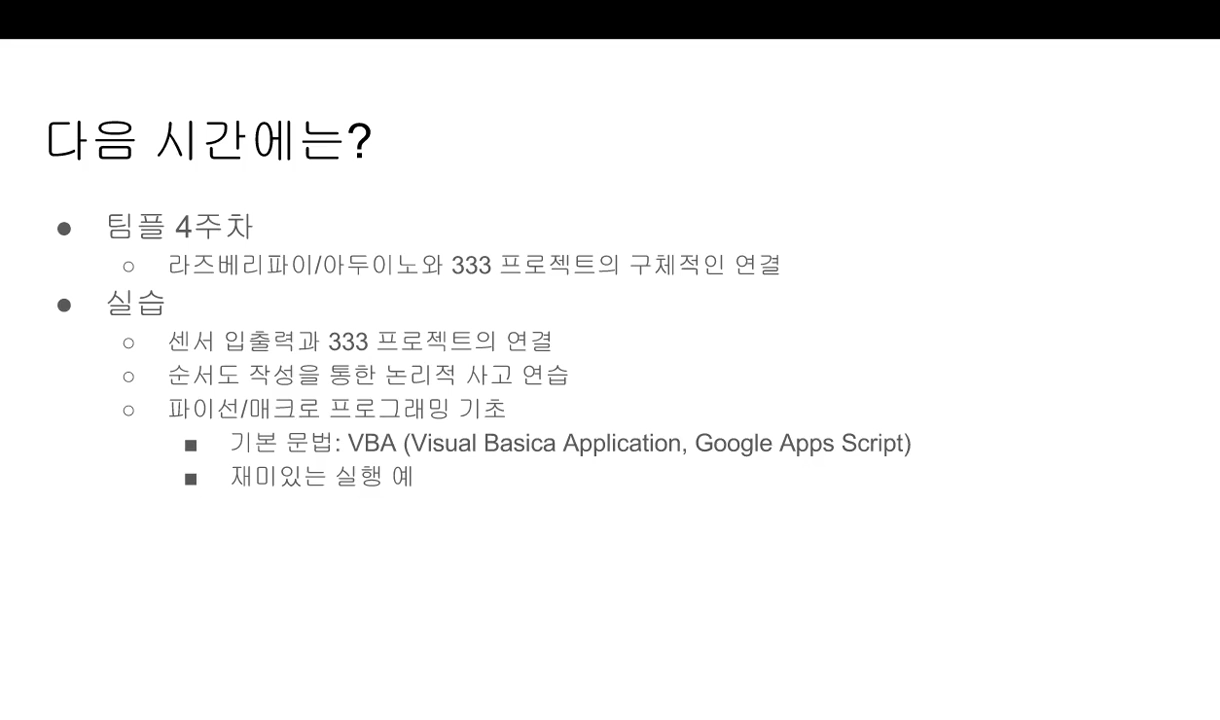 다음 시간에는?
● 팀플 4주차
○ 라즈베리파이/아두이노와 333 프로젝트의 구체적인 연결
● 실습
○ 센서 입출력과 333 프로젝트의 연결
○ 순서도 작성을 통한 논리적 사고 연습
○ 파이선/매크로 프로그래밍 기초
■ 기본 문법: VBA (Visual Basica Application, Google Apps Script)
■ 재미있는 실행 예